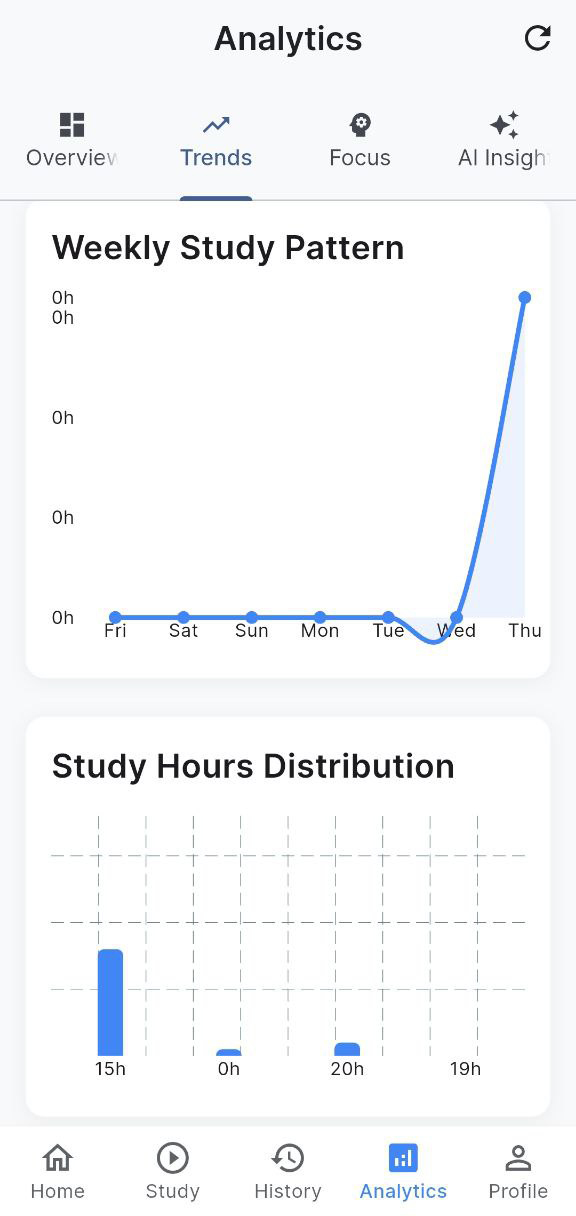 Analytics
Overview
Trends
Focus
AI Insigh
Weekly Study Pattern
0h
0h
0h
0h
0h
Fri Sat Sun Mon Tue Wed Thu
Study Hours Distribution
15h 0h 20h 19h
Home Study History Analytics Profile